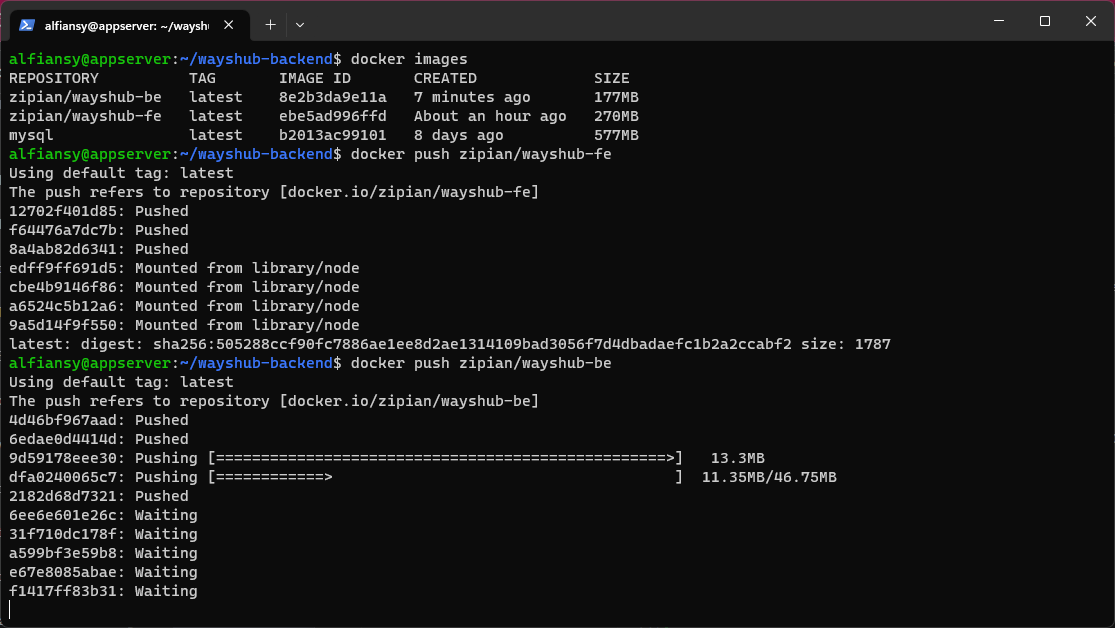 alfiansy@appserver: ~/waysh
alfiansy@appserver:~/wayshub-backend$ docker images
REPOSITORY          TAG       IMAGE ID       CREATED             SIZE
zipian/wayshub-be   latest    8e2b3da9e11a   7 minutes ago       177MB
zipian/wayshub-fe   latest    ebe5ad996ffd   About an hour ago   270MB
mysql               latest    b2013ac99101   8 days ago          577MB
alfiansy@appserver:~/wayshub-backend$ docker push zipian/wayshub-fe
Using default tag: latest
The push refers to repository [docker.io/zipian/wayshub-fe]
12702f401d85: Pushed
f64476a7dc7b: Pushed
8a4ab82d6341: Pushed
edff9ff691d5: Mounted from library/node
cbe4b9146f86: Mounted from library/node
a6524c5b12a6: Mounted from library/node
9a5d14f9f550: Mounted from library/node
latest: digest: sha256:505288ccf90fc7886ae1ee8d2ae1314109bad3056f7d4dbadaefc1b2a2ccabf2 size: 1787
alfiansy@appserver:~/wayshub-backend$ docker push zipian/wayshub-be
Using default tag: latest
The push refers to repository [docker.io/zipian/wayshub-be]
4d46bf967aad: Pushed
6edae0d4414d: Pushed
9d59178eee30: Pushing [==================================================>]   13.3MB
dfa0240065c7: Pushing [============>                                      ]  11.35MB/46.75MB
2182d68d7321: Pushed
6ee6e601e26c: Waiting
31f710dc178f: Waiting
a599bf3e59b8: Waiting
e67e8085abae: Waiting
f1417ff83b31: Waiting